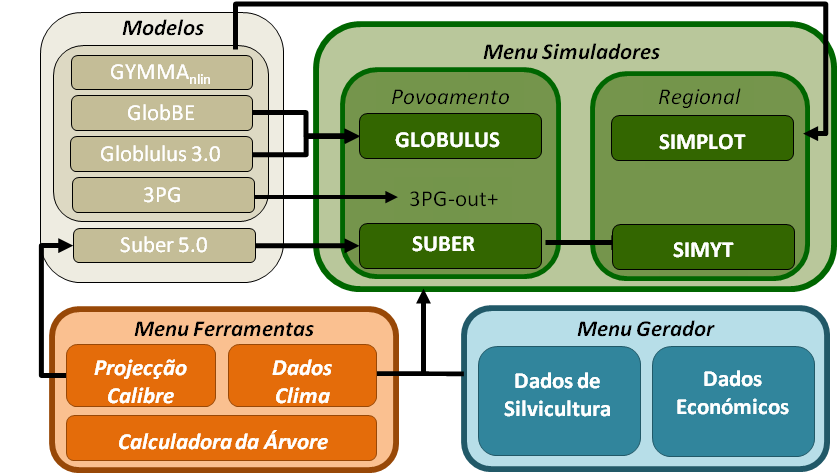 Modelos
GYMMAnlin
GlobBE
Globlulus 3.0
3PG
Suber 5.0
Menu Simuladores
Povoamento
GLOBULUS
3PG-out+
SUBER
Regional
SIMPLOT
SIMYT
Menu Ferramentas
Projecção
Calibre
Dados
Clima
Calculadora da Árvore
Menu Gerador
Dados de
Silvicultura
Dados
Económicos